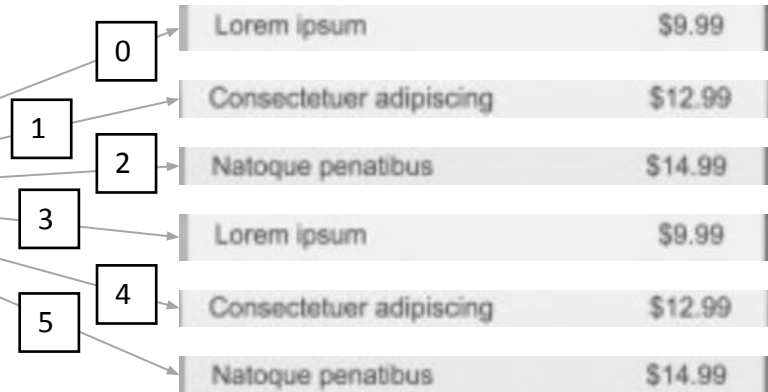 0 Lorem ipsum $9.99
1 Consectetuer adipiscing $12.99
2 Natoque penatibus $14.99
3 Lorem ipsum $9.99
4 Consectetuer adipiscing $12.99
5 Natoque penatibus $14.99